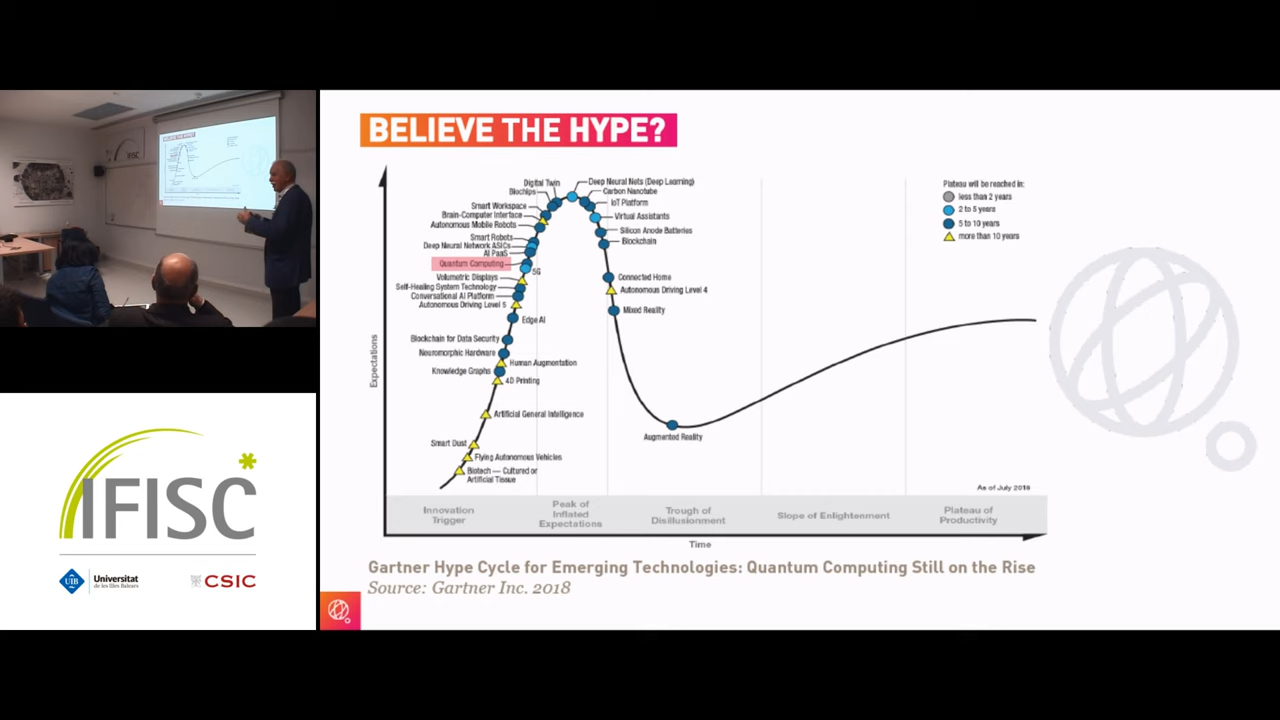 BELIEVE THE HYPE?
Digital Twin
Biochips
Smart Workspace
Brain-Computer Interface
Autonomous Mobile Robots
Smart Robots
Deep Neural Network ASICs
AI PaaS
Quantum Computing
5G
Volumetric Displays
Self-Healing System Technology
Conversational AI Platform
Autonomous Driving Level 5
Edge AI
Blockchain for Data Security
Neuromorphic Hardware
Human Augmentation
Knowledge Graphs
4D Printing
Artificial General Intelligence
Smart Dust
Flying Autonomous Vehicles
Biotech — Cultured or
Artificial Tissue
Deep Neural Nets (Deep Learning)
Carbon Nanotube
IoT Platform
Virtual Assistants
Silicon Anode Batteries
Blockchain
Connected Home
Autonomous Driving Level 4
Mixed Reality
Augmented Reality
Plateau will be reached in:
less than 2 years
2 to 5 years
5 to 10 years
more than 10 years
As of July 2018
Expectations
Innovation
Trigger
Peak of
Inflated
Expectations
Trough of
Disillusionment
Slope of Enlightenment
Plateau of
Productivity
Time
Gartner Hype Cycle for Emerging Technologies: Quantum Computing Still on the Rise
Source: Gartner Inc. 2018
BELIEVE THE HYPE?
IFISC
IFISC
UIB
Universitat
de les Illes Balears
CSIC